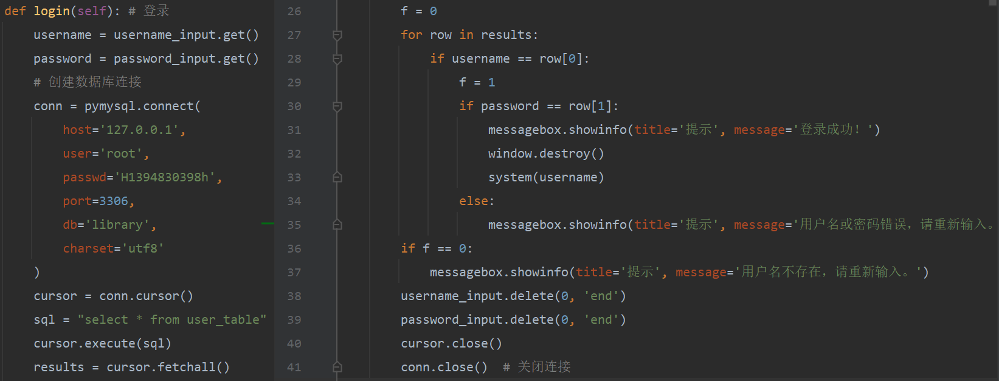 def login(self): # 登录
    username = username_input.get()
    password = password_input.get()
    # 创建数据库连接
    conn = pymysql.connect(
        host='127.0.0.1',
        user='root',
        passwd='H1394830398h',
        port=3306,
        db='library',
        charset='utf8'
    )
    cursor = conn.cursor()
    sql = "select * from user_table"
    cursor.execute(sql)
    results = cursor.fetchall()
26    f = 0
27    for row in results:
28        if username == row[0]:
29            f = 1
30            if password == row[1]:
31                messagebox.showinfo(title='提示', message='登录成功！')
32                window.destroy()
33                system(username)
34            else:
35                messagebox.showinfo(title='提示', message='用户名或密码错误，请重新输入。
36    if f == 0:
37        messagebox.showinfo(title='提示', message='用户名不存在，请重新输入。')
38    username_input.delete(0, 'end')
39    password_input.delete(0, 'end')
40    cursor.close()
41    conn.close()  # 关闭连接